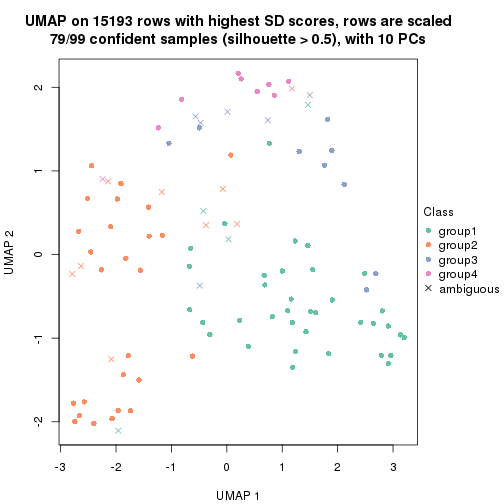 UMAP on 15193 rows with highest SD scores, rows are scaled
79/99 confident samples (silhouette > 0.5), with 10 PCs
2
1
0
-1
-2
UMAP 2
-3 -2 -1 0 1 2 3
UMAP 1
Class
group1
group2
group3
group4
ambiguous